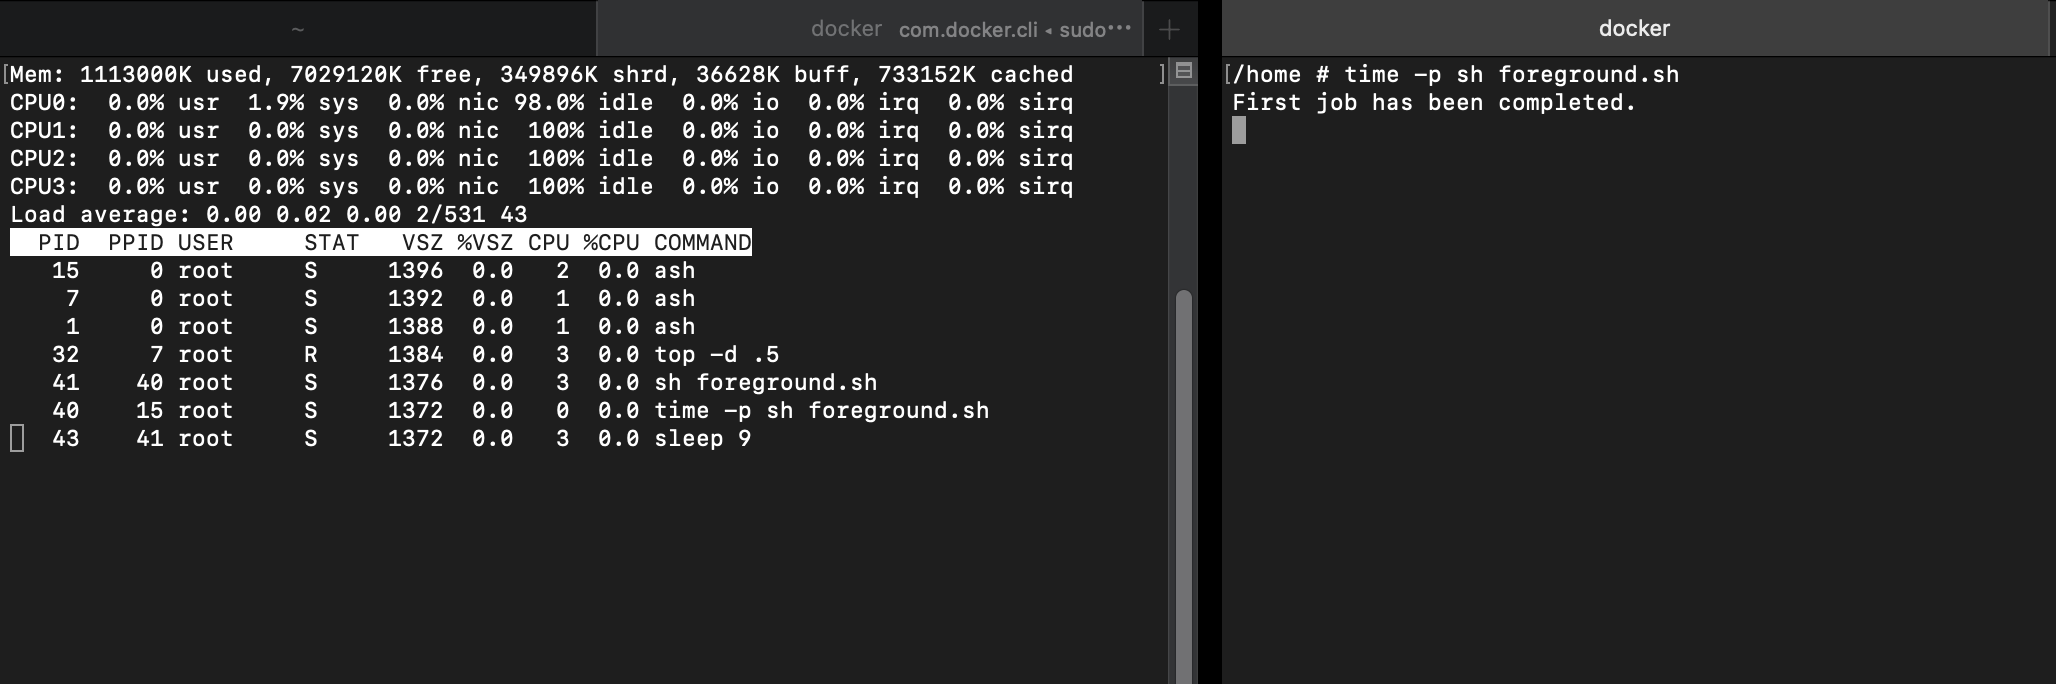 ~
docker com.docker.cli ◂ sudo•••
+
docker
[Mem: 1113000K used, 7029120K free, 349896K shrd, 36628K buff, 733152K cached ]
CPU0:  0.0% usr  1.9% sys  0.0% nic 98.0% idle  0.0% io  0.0% irq  0.0% sirq
CPU1:  0.0% usr  0.0% sys  0.0% nic  100% idle  0.0% io  0.0% irq  0.0% sirq
CPU2:  0.0% usr  0.0% sys  0.0% nic  100% idle  0.0% io  0.0% irq  0.0% sirq
CPU3:  0.0% usr  0.0% sys  0.0% nic  100% idle  0.0% io  0.0% irq  0.0% sirq
Load average: 0.00 0.02 0.00 2/531 43
  PID  PPID USER     STAT   VSZ %VSZ CPU %CPU COMMAND
   15     0 root     S     1396  0.0   2  0.0 ash
    7     0 root     S     1392  0.0   1  0.0 ash
    1     0 root     S     1388  0.0   1  0.0 ash
   32     7 root     R     1384  0.0   3  0.0 top -d .5
   41    40 root     S     1376  0.0   3  0.0 sh foreground.sh
   40    15 root     S     1372  0.0   0  0.0 time -p sh foreground.sh
   43    41 root     S     1372  0.0   3  0.0 sleep 9
[/home # time -p sh foreground.sh
First job has been completed.